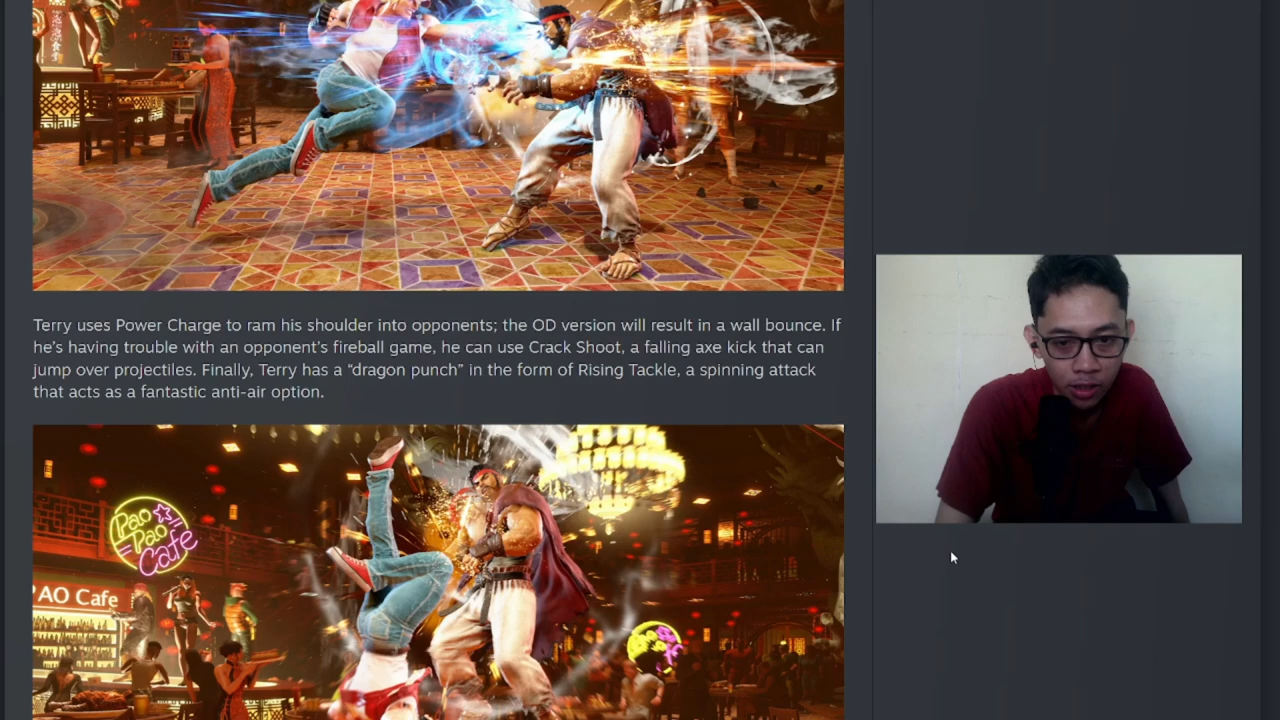 Terry uses Power Charge to ram his shoulder into opponents; the OD version will result in a wall bounce. If
he’s having trouble with an opponent’s fireball game, he can use Crack Shoot, a falling axe kick that can
jump over projectiles. Finally, Terry has a “dragon punch” in the form of Rising Tackle, a spinning attack
that acts as a fantastic anti-air option.
Pao
Pao
Cafe
PAO Cafe